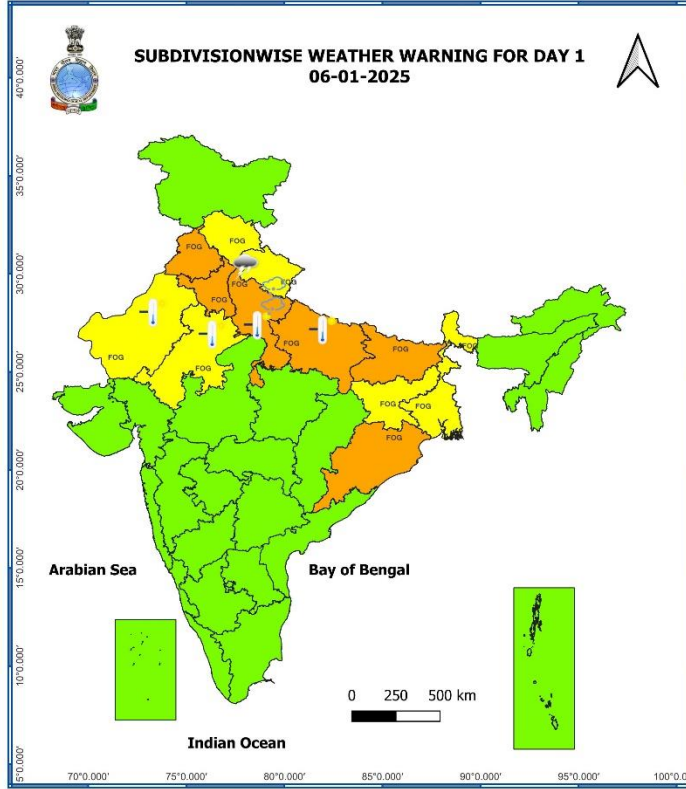 SUBDIVISIONWISE WEATHER WARNING FOR DAY 1
06-01-2025
40°0.000'
35°0.000'
30°0.000'
25°0.000'
20°0.000'
15°0.000'
10°0.000'
5°0.000'
FOG
FOG
FOG
FOG
FOG
FOG
FOG
FOG
FOG
FOG
FOG
FOG
FOG
Arabian Sea
Bay of Bengal
Indian Ocean
0 250 500 km
70°0.000' 75°0.000' 80°0.000' 85°0.000' 90°0.000' 95°0.000' 100°0.0